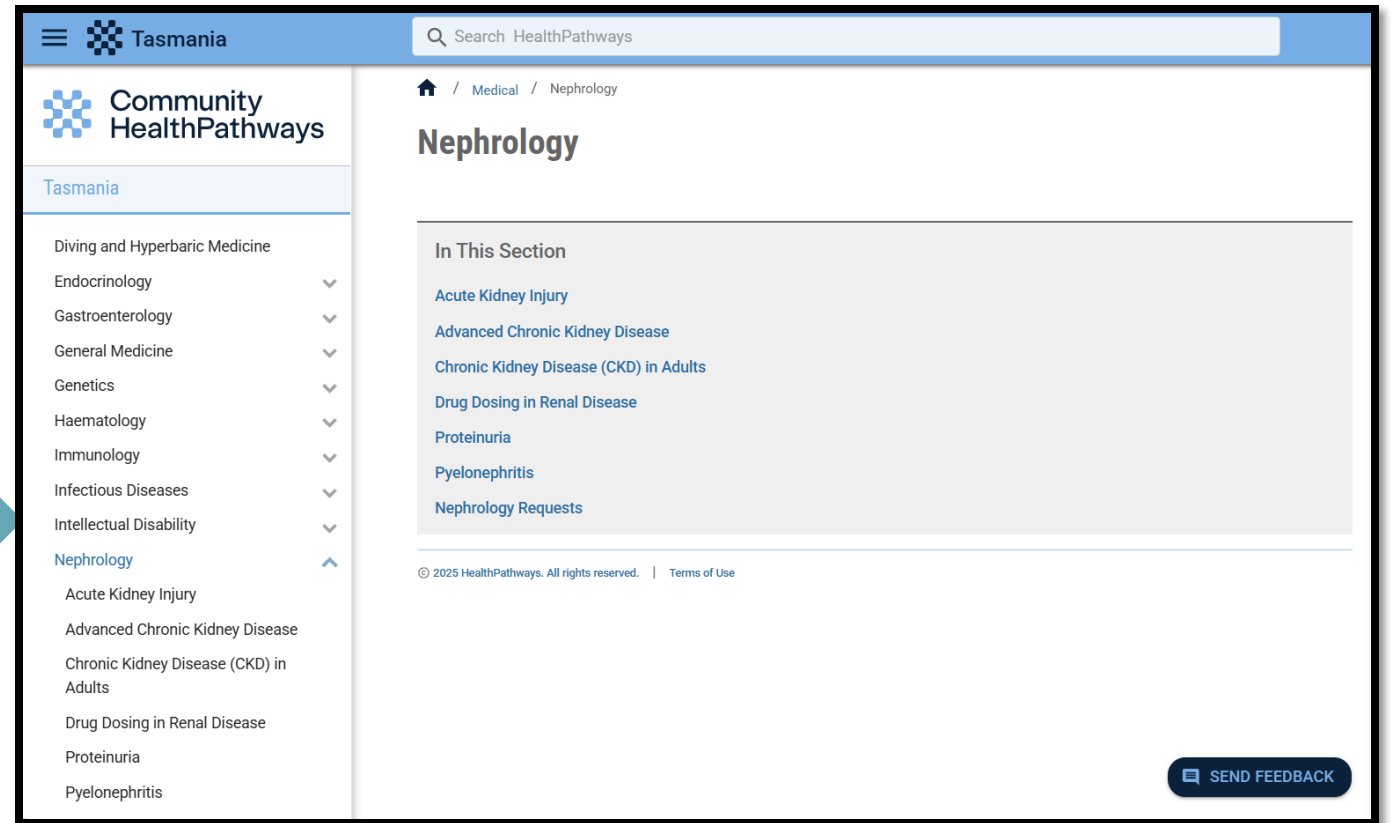 Tasmania
Search HealthPathways
Community
HealthPathways
Tasmania
Diving and Hyperbaric Medicine
Endocrinology
Gastroenterology
General Medicine
Genetics
Haematology
Immunology
Infectious Diseases
Intellectual Disability
Nephrology
Acute Kidney Injury
Advanced Chronic Kidney Disease
Chronic Kidney Disease (CKD) in
Adults
Drug Dosing in Renal Disease
Proteinuria
Pyelonephritis
/ Medical / Nephrology
Nephrology
In This Section
Acute Kidney Injury
Advanced Chronic Kidney Disease
Chronic Kidney Disease (CKD) in Adults
Drug Dosing in Renal Disease
Proteinuria
Pyelonephritis
Nephrology Requests
© 2025 HealthPathways. All rights reserved. | Terms of Use
SEND FEEDBACK